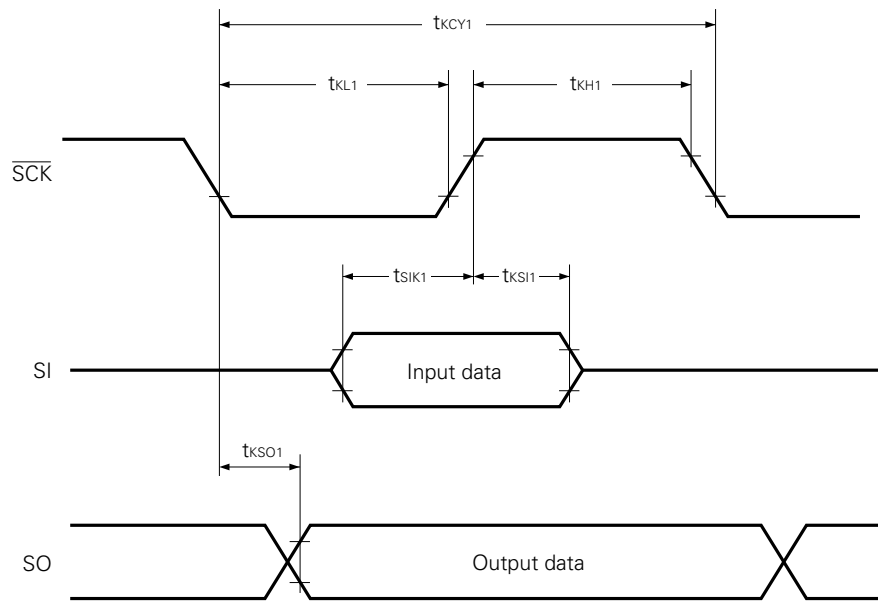 tKCY1
tKL1
tKH1
SCK
tSIK1
tKSI1
SI
Input data
tKSO1
SO
Output data